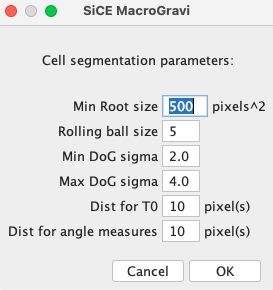 SiCE MacroGravi
Cell segmentation parameters:
Min Root size 500 pixels^2
Rolling ball size 5
Min DoG sigma 2.0
Max DoG sigma 4.0
Dist for T0 10 pixel(s)
Dist for angle measures 10 pixel(s)
Cancel OK